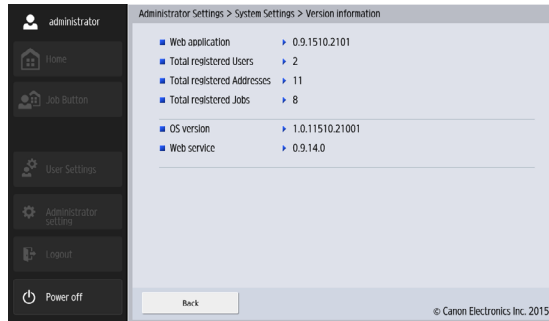 administrator
Administrator Settings > System Settings > Version information
Home
Job Button
User Settings
Administrator
setting
Logout
Power off
Web application 0.9.1510.2101
Total registered Users 2
Total registered Addresses 11
Total registered Jobs 8
OS version 1.0.11510.21001
Web service 0.9.14.0
Back
© Canon Electronics Inc. 2015